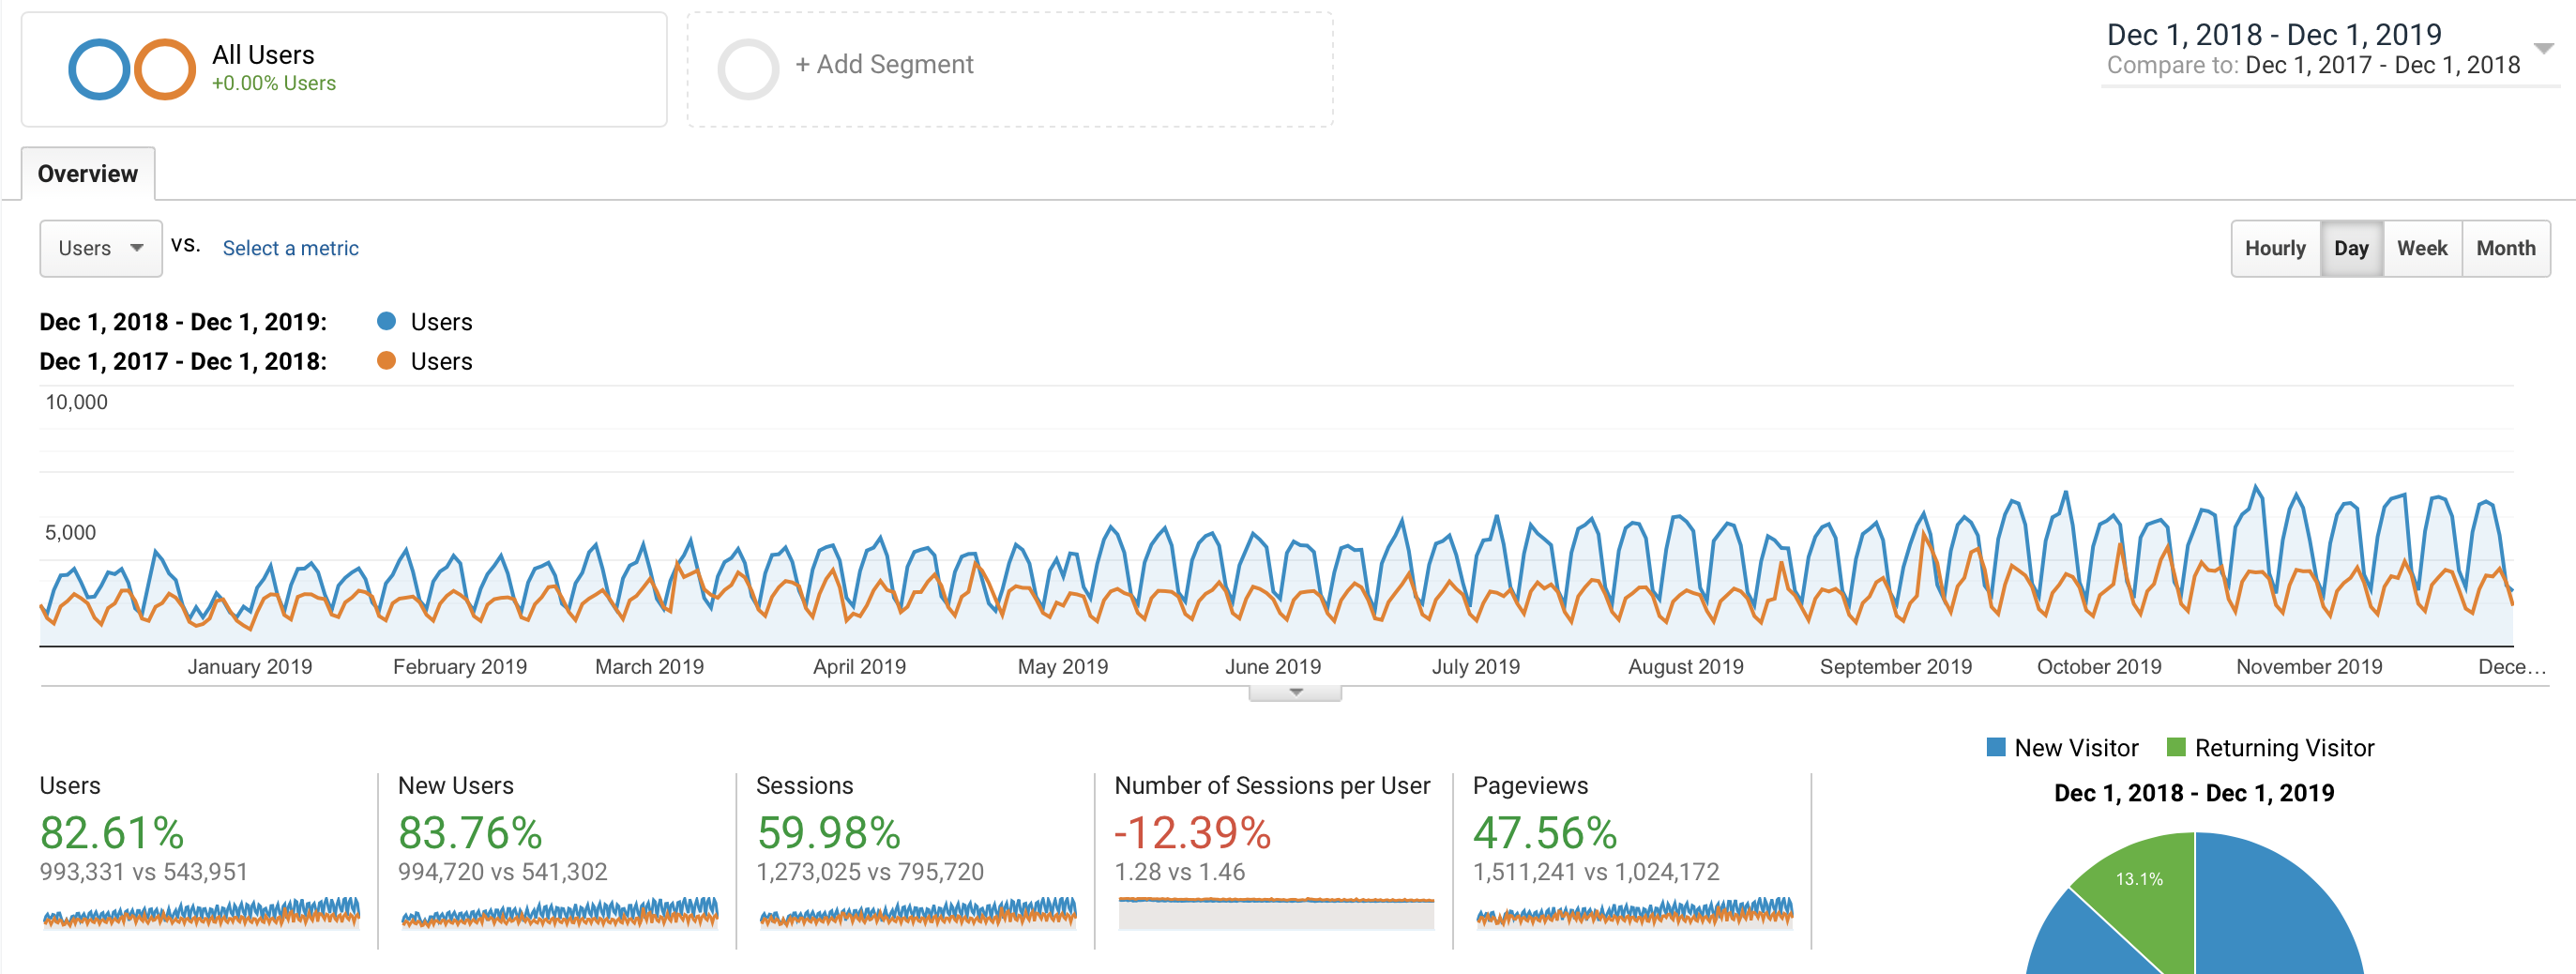 All Users
+0.00% Users
+ Add Segment
Dec 1, 2018 - Dec 1, 2019
Compare to: Dec 1, 2017 - Dec 1, 2018
Overview
Users vs. Select a metric
Hourly Day Week Month
Dec 1, 2018 - Dec 1, 2019: Users
Dec 1, 2017 - Dec 1, 2018: Users
10,000
5,000
January 2019 February 2019 March 2019 April 2019 May 2019 June 2019 July 2019 August 2019 September 2019 October 2019 November 2019 Dece...
Users
82.61%
993,331 vs 543,951
New Users
83.76%
994,720 vs 541,302
Sessions
59.98%
1,273,025 vs 795,720
Number of Sessions per User
-12.39%
1.28 vs 1.46
Pageviews
47.56%
1,511,241 vs 1,024,172
New Visitor Returning Visitor
Dec 1, 2018 - Dec 1, 2019
13.1%